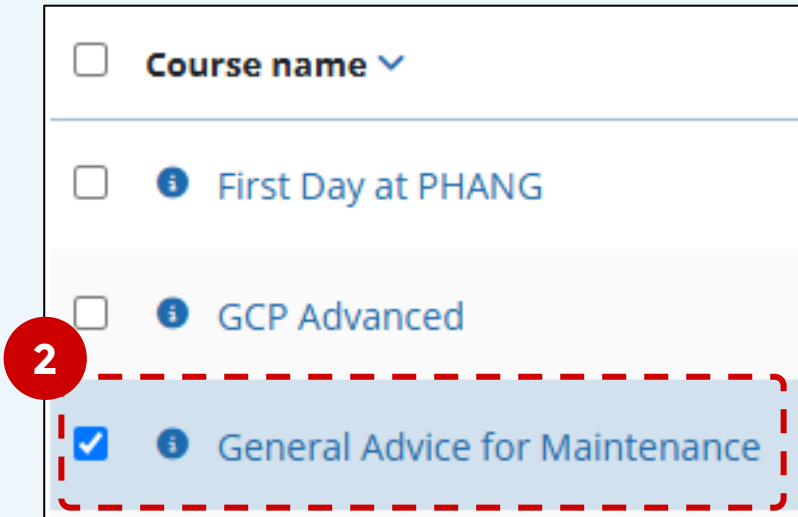 Course name
First Day at PHANG
GCP Advanced
2
General Advice for Maintenance